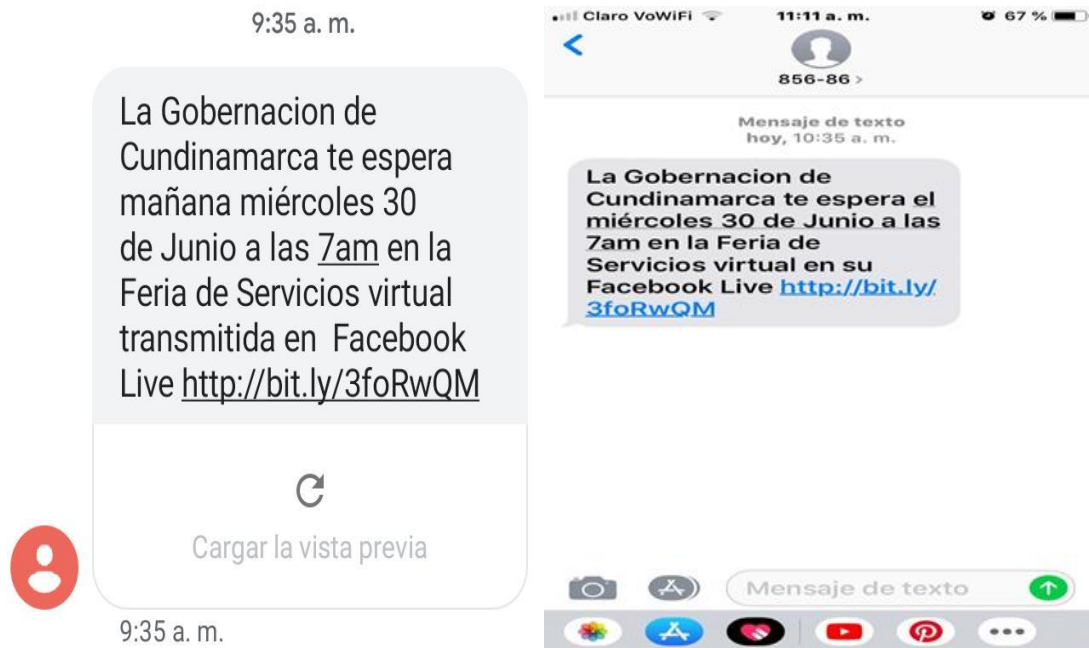 9:35 a. m.
La Gobernacion de
Cundinamarca te espera
mañana miércoles 30
de Junio a las 7am en la
Feria de Servicios virtual
transmitida en  Facebook
Live http://bit.ly/3foRwQM
Cargar la vista previa
9:35 a. m.
Claro VoWiFi
11:11 a. m.
67 %
856-86 >
Mensaje de texto
hoy, 10:35 a. m.
La Gobernacion de
Cundinamarca te espera el
miércoles 30 de Junio a las
7am en la Feria de
Servicios virtual en su
Facebook Live http://bit.ly/
3foRwQM
Mensaje de texto